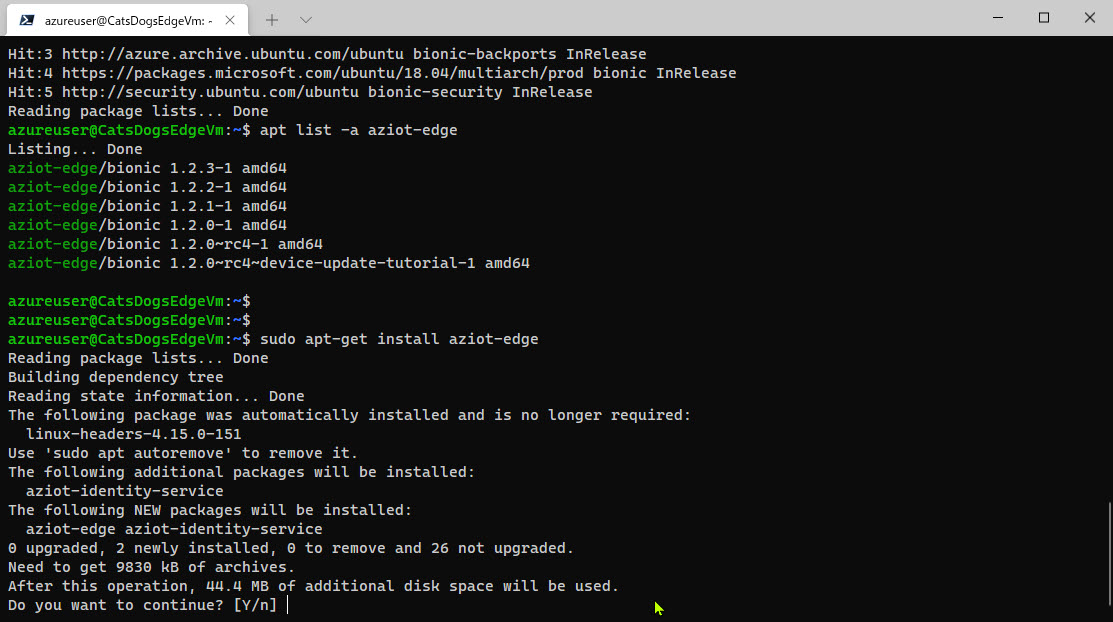 azureuser@CatsDogsEdgeVm: -
Hit:3 http://azure.archive.ubuntu.com/ubuntu bionic-backports InRelease
Hit:4 https://packages.microsoft.com/ubuntu/18.04/multiarch/prod bionic InRelease
Hit:5 http://security.ubuntu.com/ubuntu bionic-security InRelease
Reading package lists... Done
azureuser@CatsDogsEdgeVm:~$ apt list -a aziot-edge
Listing... Done
aziot-edge/bionic 1.2.3-1 amd64
aziot-edge/bionic 1.2.2-1 amd64
aziot-edge/bionic 1.2.1-1 amd64
aziot-edge/bionic 1.2.0-1 amd64
aziot-edge/bionic 1.2.0~rc4-1 amd64
aziot-edge/bionic 1.2.0~rc4~device-update-tutorial-1 amd64
azureuser@CatsDogsEdgeVm:~$
azureuser@CatsDogsEdgeVm:~$
azureuser@CatsDogsEdgeVm:~$ sudo apt-get install aziot-edge
Reading package lists... Done
Building dependency tree
Reading state information... Done
The following package was automatically installed and is no longer required:
  linux-headers-4.15.0-151
Use 'sudo apt autoremove' to remove it.
The following additional packages will be installed:
  aziot-identity-service
The following NEW packages will be installed:
  aziot-edge aziot-identity-service
0 upgraded, 2 newly installed, 0 to remove and 26 not upgraded.
Need to get 9830 kB of archives.
After this operation, 44.4 MB of additional disk space will be used.
Do you want to continue? [Y/n]